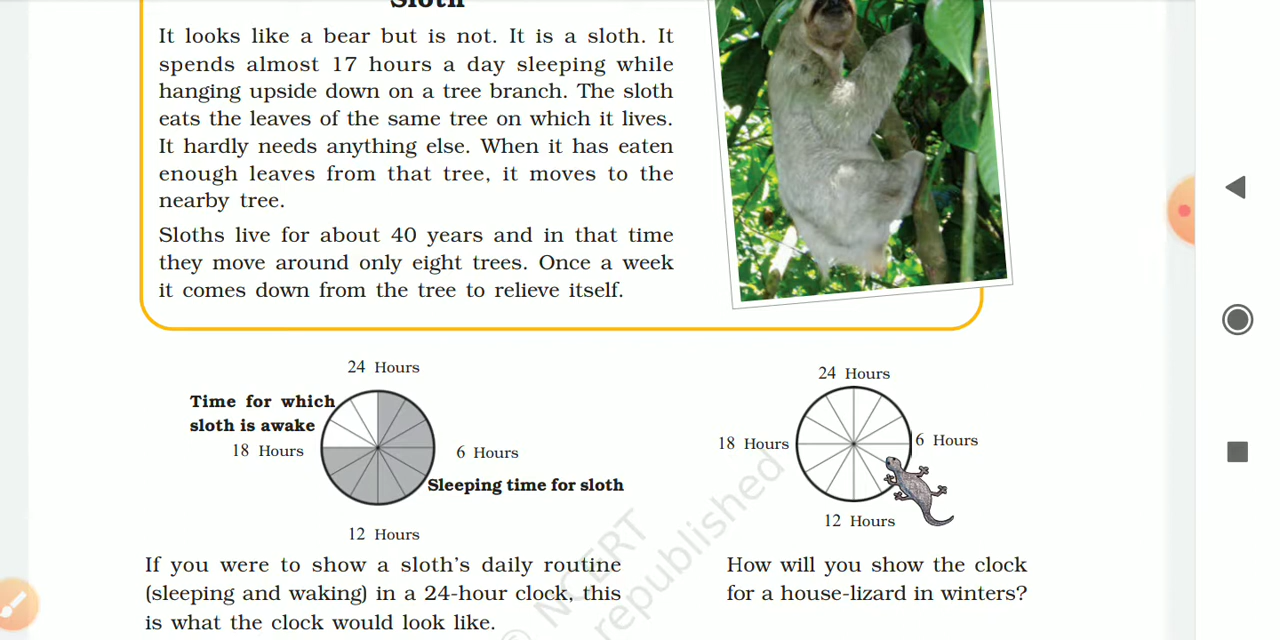 Sloth
It looks like a bear but is not. It is a sloth. It
spends almost 17 hours a day sleeping while
hanging upside down on a tree branch. The sloth
eats the leaves of the same tree on which it lives.
It hardly needs anything else. When it has eaten
enough leaves from that tree, it moves to the
nearby tree.
Sloths live for about 40 years and in that time
they move around only eight trees. Once a week
it comes down from the tree to relieve itself.
24 Hours
Time for which
sloth is awake
18 Hours
6 Hours
Sleeping time for sloth
12 Hours
If you were to show a sloth's daily routine
(sleeping and waking) in a 24-hour clock, this
is what the clock would look like.
24 Hours
18 Hours
6 Hours
12 Hours
How will you show the clock
for a house-lizard in winters?
© NCERT
republished